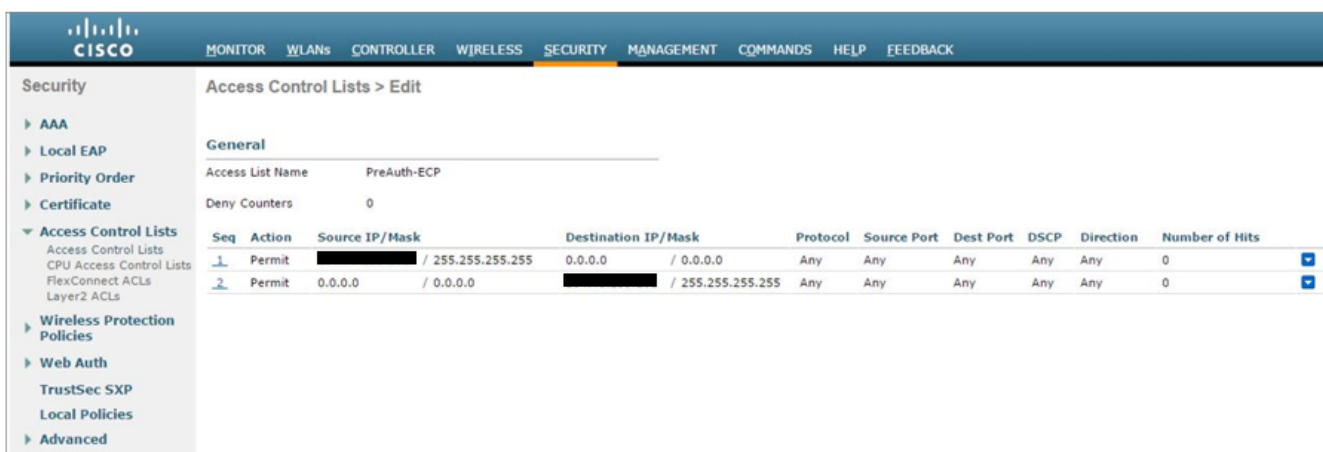 CISCO
MONITOR WLANs CONTROLLER WIRELESS SECURITY MANAGEMENT COMMANDS HELP FEEDBACK
Security
AAA
Local EAP
Priority Order
Certificate
Access Control Lists
Access Control Lists
CPU Access Control Lists
FlexConnect ACLs
Layer2 ACLs
Wireless Protection
Policies
Web Auth
TrustSec SXP
Local Policies
Advanced
Access Control Lists > Edit
General
Access List Name PreAuth-ECP
Deny Counters 0
Seq Action Source IP/Mask Destination IP/Mask Protocol Source Port Dest Port DSCP Direction Number of Hits
1 Permit / 255.255.255.255 0.0.0.0 / 0.0.0.0 Any Any Any Any Any 0
2 Permit 0.0.0.0 / 0.0.0.0 / 255.255.255.255 Any Any Any Any Any 0